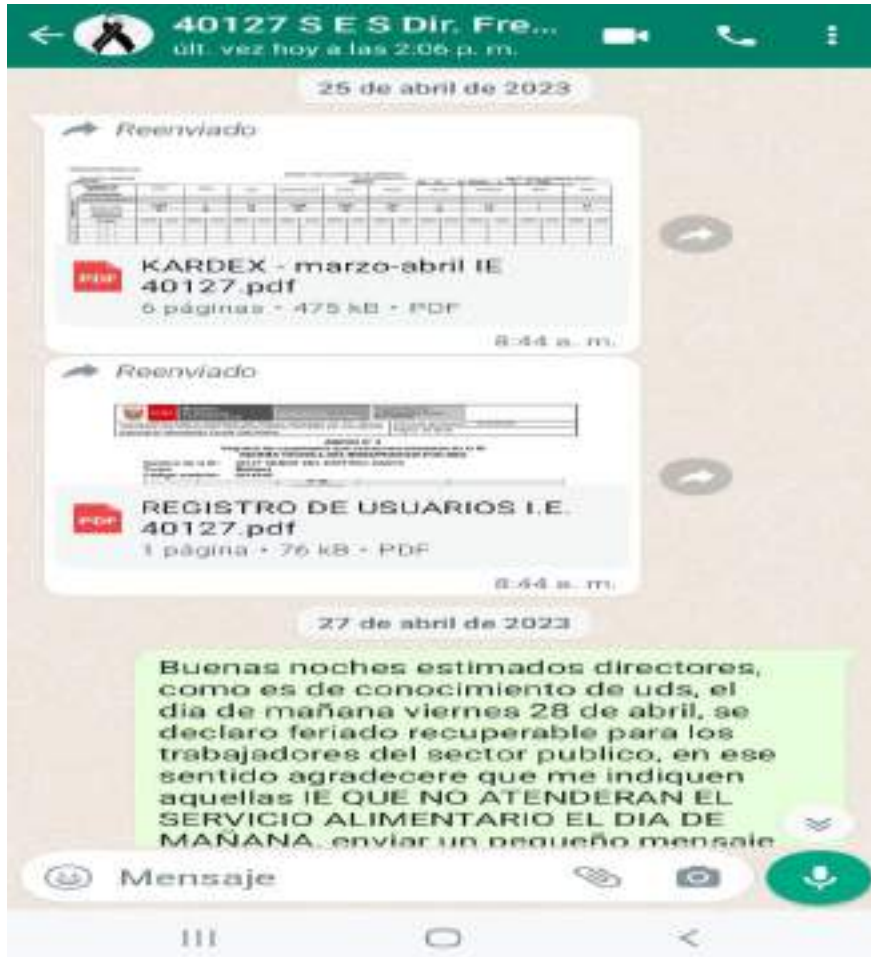 40127 S E S Dir. Fre...
últ. vez hoy a las 2:06 p. m.
25 de abril de 2023
Reenviado
PDF
KARDEX - marzo-abril IE
40127.pdf
6 páginas • 475 kB • PDF
8:44 a. m.
Reenviado
PDF
REGISTRO DE USUARIOS I.E.
40127.pdf
1 página • 76 kB • PDF
8:44 a. m.
27 de abril de 2023
Buenas noches estimados directores,
como es de conocimiento de uds, el
dia de mañana viernes 28 de abril, se
declaro feriado recuperable para los
trabajadores del sector publico, en ese
sentido agradecere que me indiquen
aquellas IE QUE NO ATENDERAN EL
SERVICIO ALIMENTARIO EL DIA DE
MAÑANA, enviar un pequeño mensaje
Mensaje